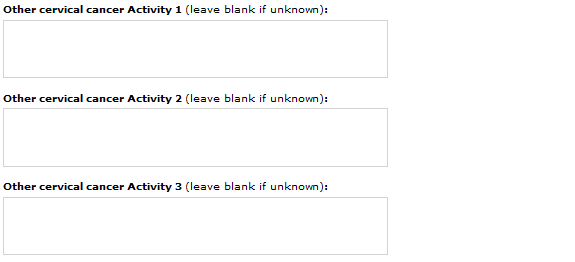 Other cervical cancer Activity 1 (leave blank if unknown):
Other cervical cancer Activity 2 (leave blank if unknown):
Other cervical cancer Activity 3 (leave blank if unknown):